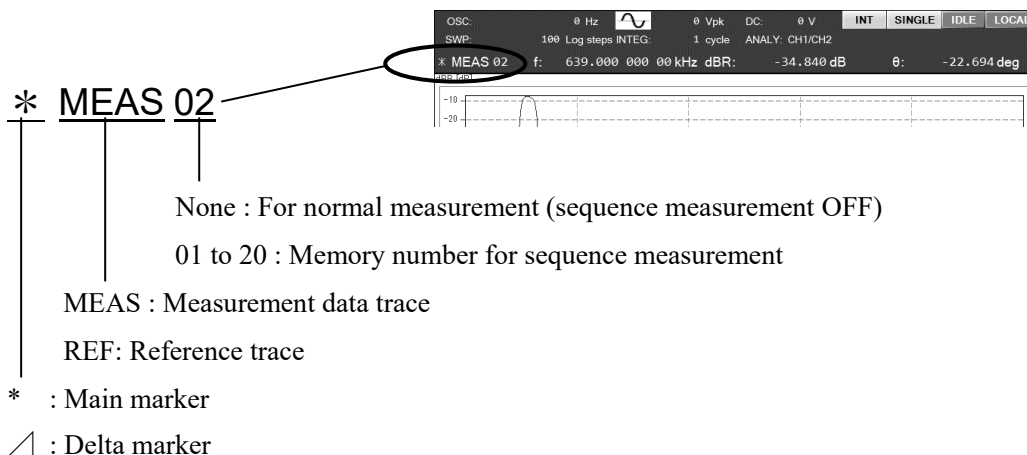 OSC: 0 Hz 0 Vpk DC: 0 V INT SINGLE IDLE LOCAL
SWP: 100 Log steps INTEG: 1 cycle ANALY: CH1/CH2
* MEAS 02 f: 639.000 000 00 kHz dBR: -34.840 dB θ: -22.694 deg
dBR [dB]
-10
-20
* MEAS 02
None : For normal measurement (sequence measurement OFF)
01 to 20 : Memory number for sequence measurement
MEAS : Measurement data trace
REF: Reference trace
* : Main marker
⊿ : Delta marker